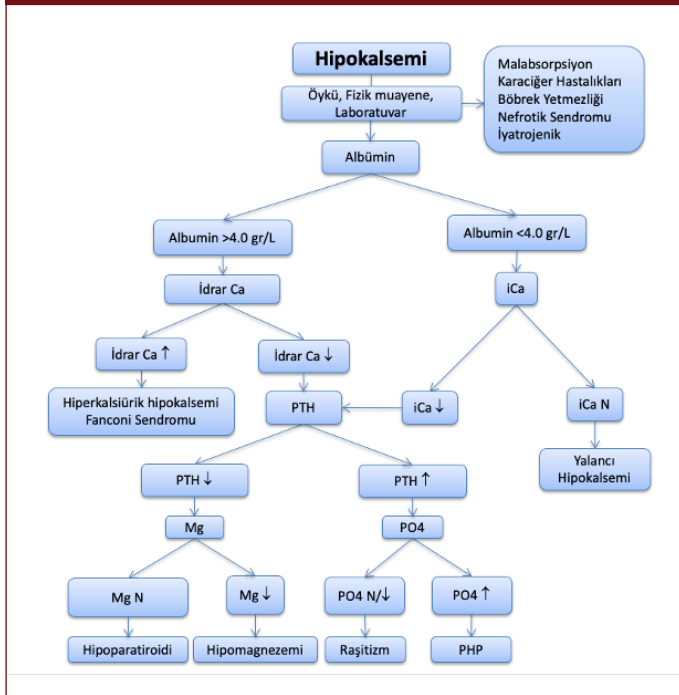 Hipokalsemi
Öykü, Fizik muayene,
Laboratuvar
Malabsorpsiyon
Karaciğer Hastalıkları
Böbrek Yetmezliği
Nefrotik Sendromu
İyatrojenik
Albümin
Albumin >4.0 gr/L
Albumin <4.0 gr/L
İdrar Ca
iCa
İdrar Ca ↑
İdrar Ca ↓
Hiperkalsiürik hipokalsemi
Fanconi Sendromu
PTH
iCa ↓
iCa N
Yalancı
Hipokalsemi
PTH ↓
PTH ↑
Mg
PO4
Mg N
Mg ↓
PO4 N/↓
PO4 ↑
Hipoparatiroidi
Hipomagnezemi
Raşitizm
PHP